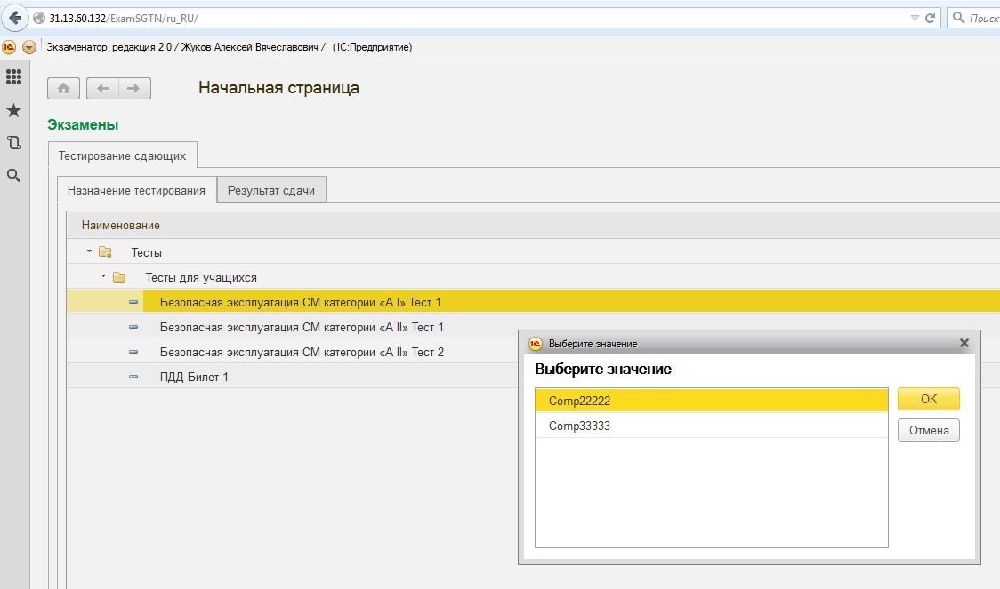 31.13.60.132/ExamSGTN/ru_RU/
Поиск
1С Экзаменатор, редакция 2.0 / Жуков Алексей Вячеславович / (1С:Предприятие)
Начальная страница
Экзамены
Тестирование сдающих
Назначение тестирования
Результат сдачи
Наименование
Тесты
Тесты для учащихся
Безопасная эксплуатация СМ категории «А I» Тест 1
Безопасная эксплуатация СМ категории «А II» Тест 1
Безопасная эксплуатация СМ категории «А II» Тест 2
ПДД Билет 1
1С Выберите значение
Выберите значение
Comp22222
Comp33333
ОК
Отмена